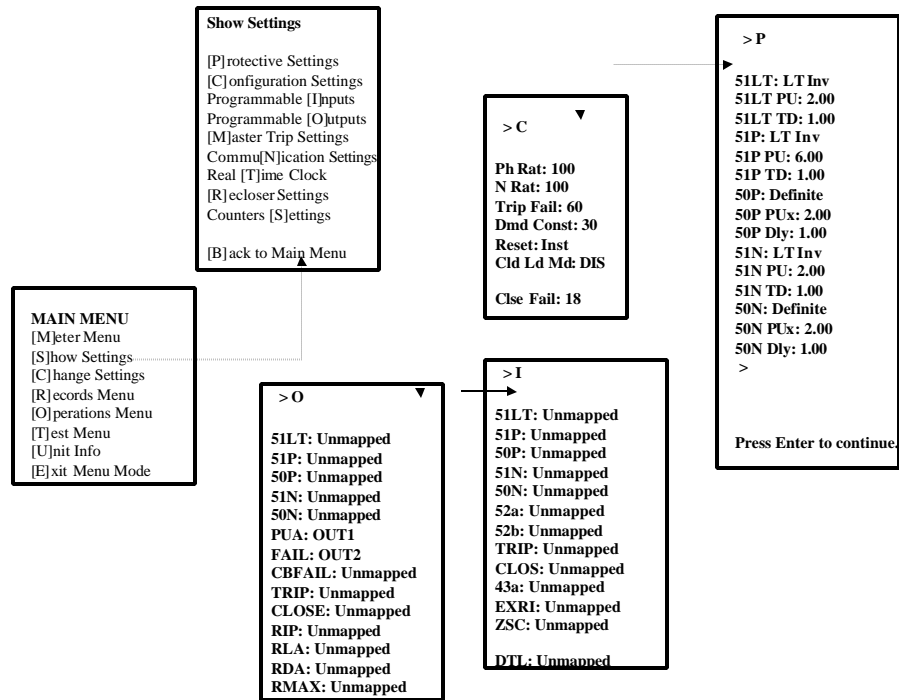 Show Settings
[P]rotective Settings
[C]onfiguration Settings
Programmable [I]nputs
Programmable [O]utputs
[M]aster Trip Settings
Commu[N]ication Settings
Real [T]ime Clock
[R]ecloser Settings
Counters [S]ettings
[B]ack to Main Menu
MAIN MENU
[M]eter Menu
[S]how Settings
[C]hange Settings
[R]ecords Menu
[O]perations Menu
[T]est Menu
[U]nit Info
[E]xit Menu Mode
>C
Ph Rat: 100
N Rat: 100
Trip Fail: 60
Dmd Const: 30
Reset: Inst
Cld Ld Md: DIS
Clse Fail: 18
>P
51LT: LT Inv
51LT PU: 2.00
51LT TD: 1.00
51P: LT Inv
51P PU: 6.00
51P TD: 1.00
50P: Definite
50P PUx: 2.00
50P Dly: 1.00
51N: LT Inv
51N PU: 2.00
51N TD: 1.00
50N: Definite
50N PUx: 2.00
50N Dly: 1.00
>
Press Enter to continue.
>O
51LT: Unmapped
51P: Unmapped
50P: Unmapped
51N: Unmapped
50N: Unmapped
PUA: OUT1
FAIL: OUT2
CBFAIL: Unmapped
TRIP: Unmapped
CLOSE: Unmapped
RIP: Unmapped
RLA: Unmapped
RDA: Unmapped
RMAX: Unmapped
>I
51LT: Unmapped
51P: Unmapped
50P: Unmapped
51N: Unmapped
50N: Unmapped
52a: Unmapped
52b: Unmapped
TRIP: Unmapped
CLOS: Unmapped
43a: Unmapped
EXRI: Unmapped
ZSC: Unmapped
DTL: Unmapped